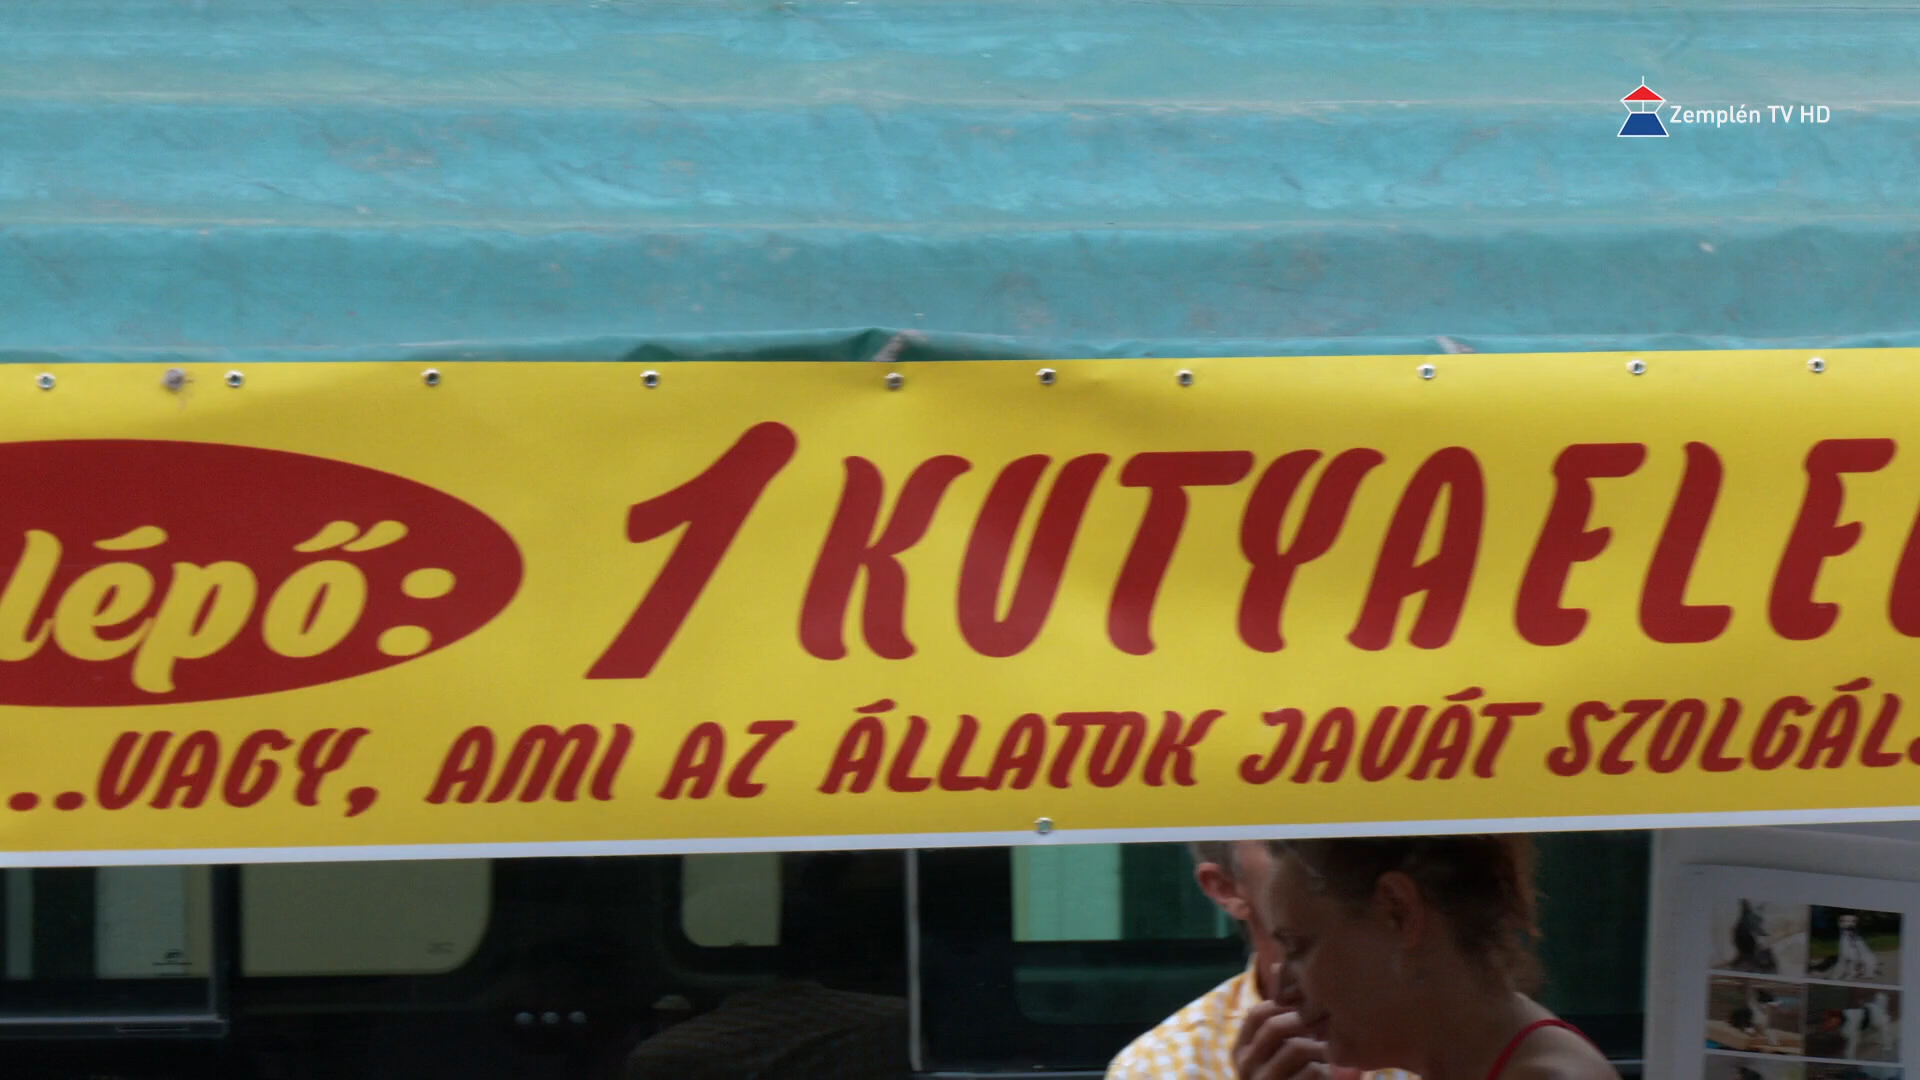 Zemplén TV HD
lépő: 1 KUTYAELE
...VAGY, AMI AZ ÁLLATOK JAVÁT SZOLGÁL